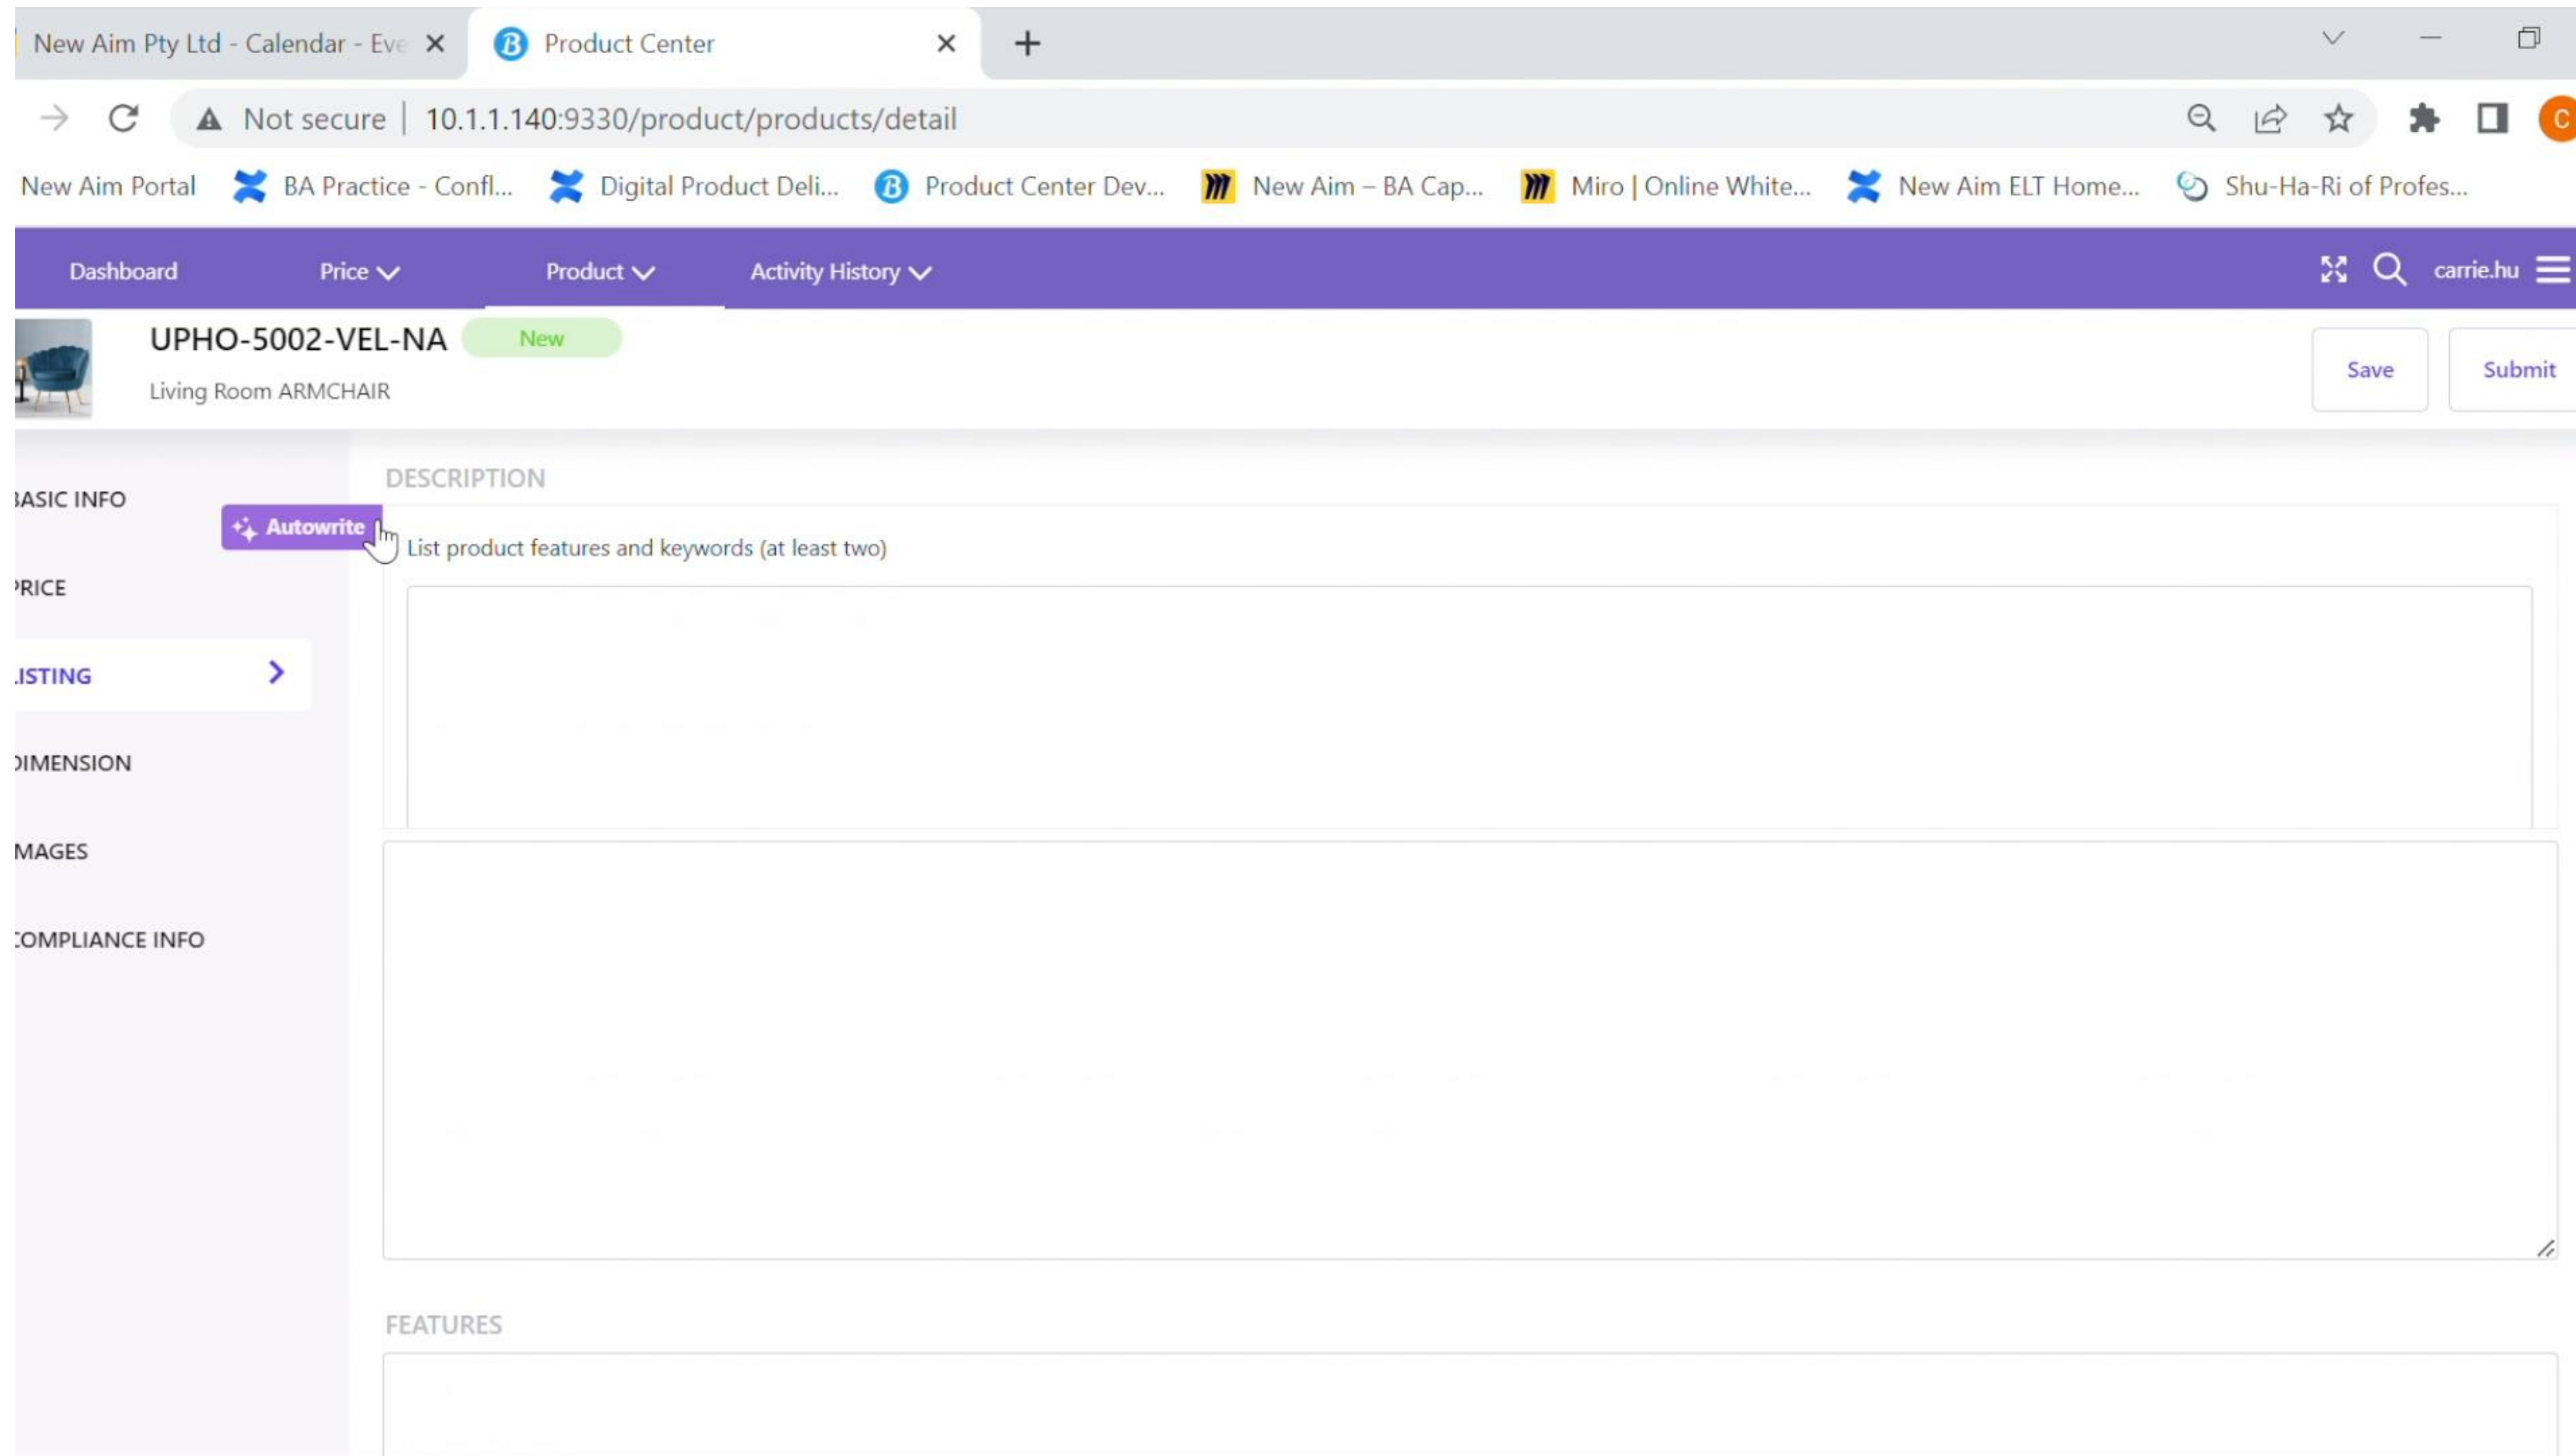 New Aim Pty Ltd - Calendar - Eve
Product Center
Not secure | 10.1.1.140:9330/product/products/detail
C
New Aim Portal
BA Practice - Confl...
Digital Product Deli...
Product Center Dev...
New Aim – BA Cap...
Miro | Online White...
New Aim ELT Home...
Shu-Ha-Ri of Profes...
Dashboard
Price
Product
Activity History
carrie.hu
UPHO-5002-VEL-NA
New
Living Room ARMCHAIR
Save
Submit
BASIC INFO
PRICE
LISTING
DIMENSION
IMAGES
COMPLIANCE INFO
DESCRIPTION
Autowrite
List product features and keywords (at least two)
FEATURES